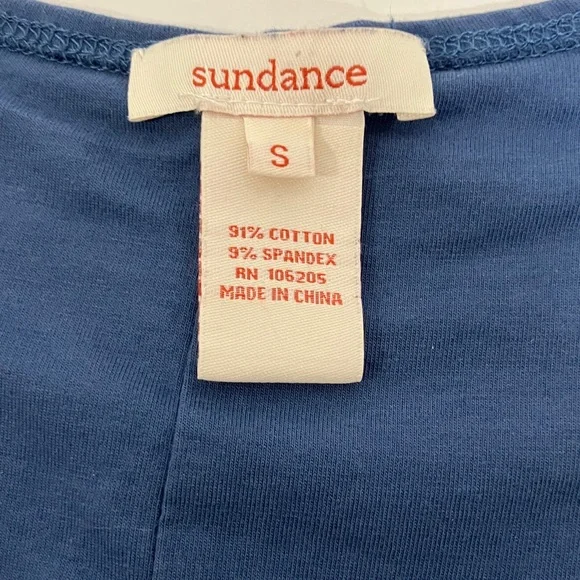 sundance
S
91% COTTON
9% SPANDEX
RN 106205
MADE IN CHINA